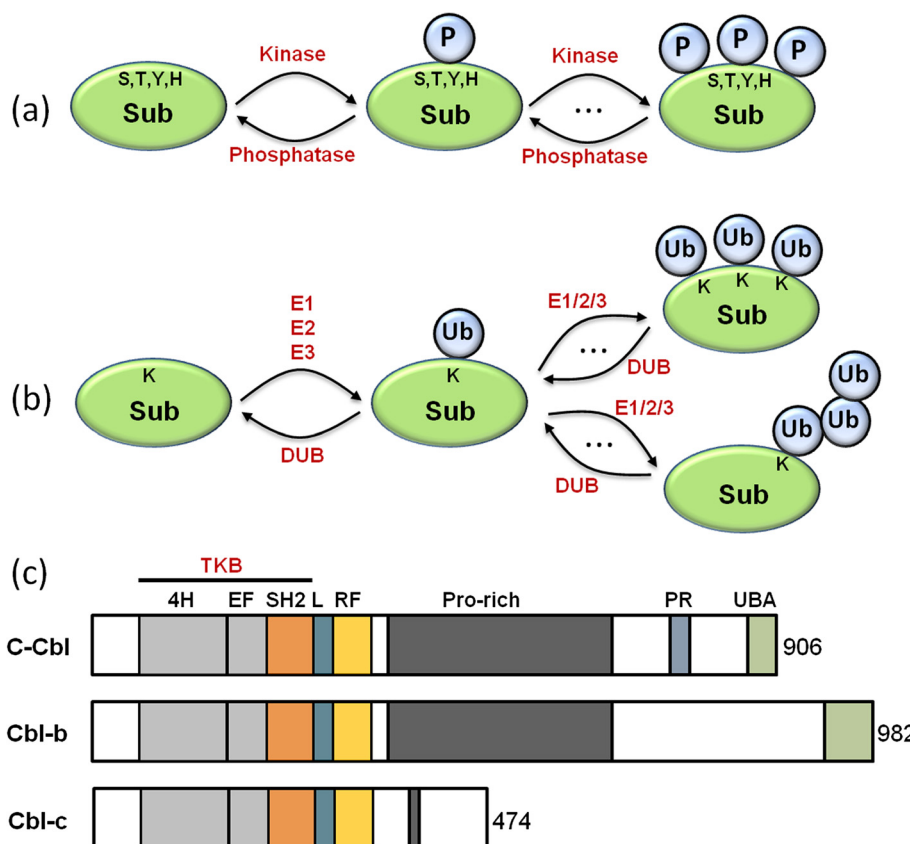 (a)
S,T,Y,H
Sub
Kinase
Phosphatase
P
S,T,Y,H
Sub
Kinase
...
Phosphatase
P P P
S,T,Y,H
Sub
(b)
K
Sub
E1
E2
E3
DUB
Ub
K
Sub
E1/2/3
...
DUB
Ub Ub Ub
K K K
Sub
E1/2/3
...
DUB
Ub
Ub Ub
K
Sub
(c)
TKB
4H EF SH2 L RF Pro-rich PR UBA
C-Cbl 906
Cbl-b 982
Cbl-c 474